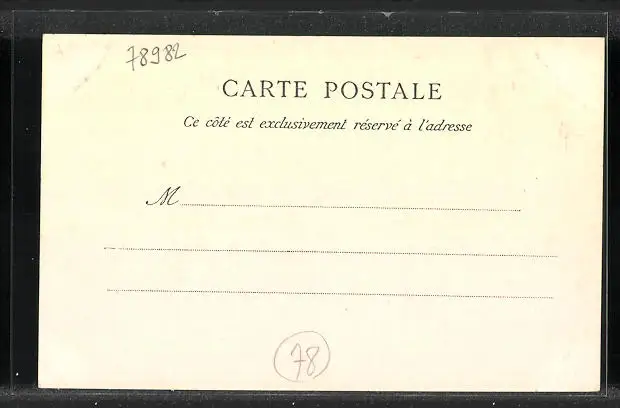 78982
CARTE POSTALE
Ce côté est exclusivement réservé à l'adresse
M
78